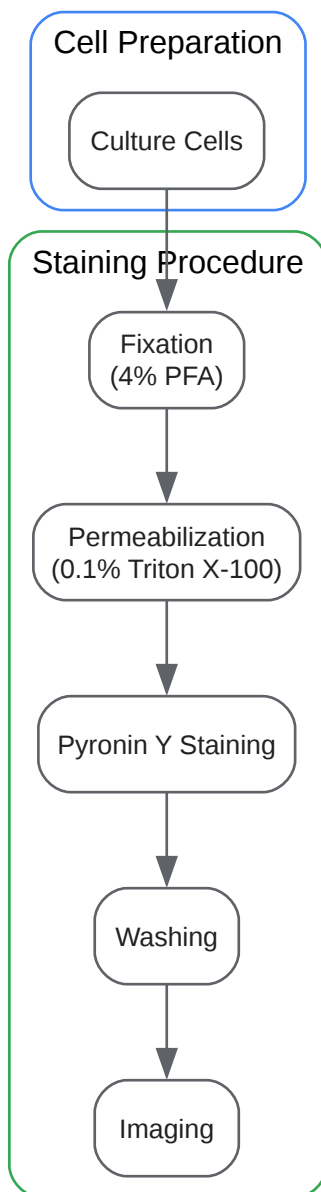 Cell Preparation
Culture Cells
Staining Procedure
Fixation
(4% PFA)
Permeabilization
(0.1% Triton X-100)
Pyronin Y Staining
Washing
Imaging